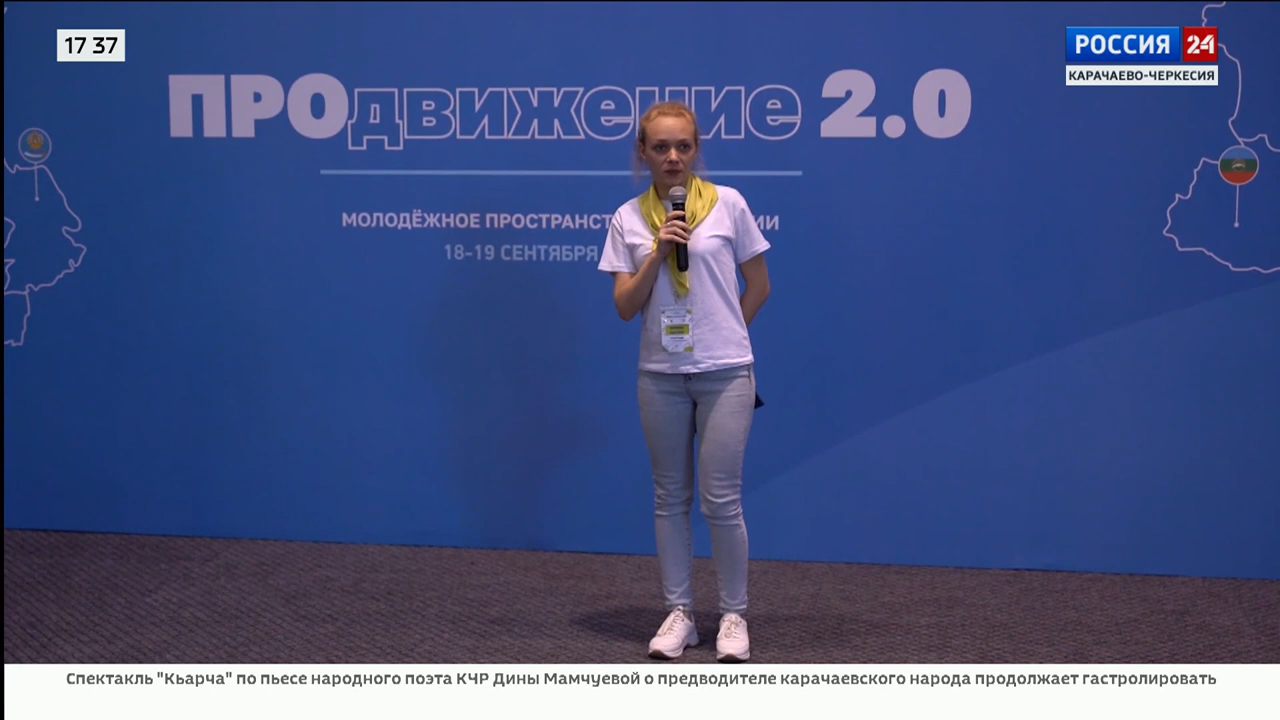 17 37
РОССИЯ 24
КАРАЧАЕВО-ЧЕРКЕСИЯ
ПРОдвижение 2.0
МОЛОДЁЖНОЕ
18-19 СЕНТЯБРЯ
Спектакль "Кьарча" по пьесе народного поэта КЧР Дины Мамчуевой о предводителе карачаевского народа продолжает гастролировать